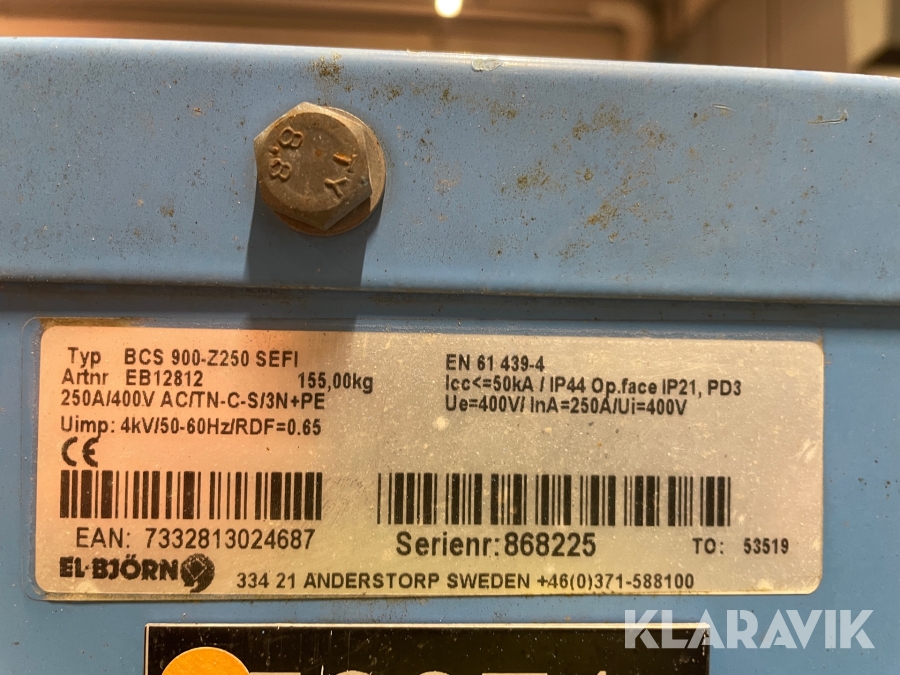 8.8
TY
Typ BCS 900-Z250 SEFI
Artnr EB12812 155,00kg
250A/400V AC/TN-C-S/3N+PE
Uimp: 4kV/50-60Hz/RDF=0.65
CE
EN 61 439-4
Icc<=50kA / IP44 Op.face IP21, PD3
Ue=400V/ InA=250A/Ui=400V
EAN: 7332813024687
Serienr: 868225
TO: 53519
EL·BJÖRN
334 21 ANDERSTORP SWEDEN +46(0)371-588100
KLARAVIK